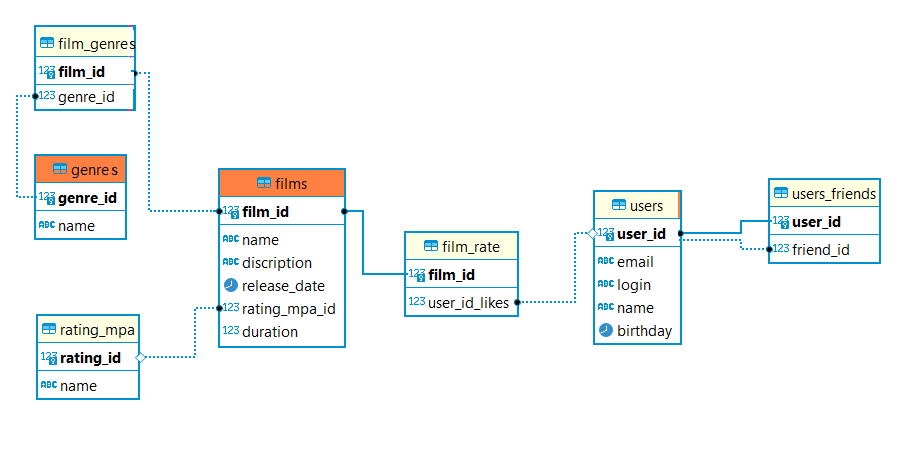 film_genres
123 film_id
123 genre_id
genres
123 genre_id
ABC name
films
123 film_id
ABC name
ABC discription
release_date
123 rating_mpa_id
123 duration
rating_mpa
123 rating_id
ABC name
film_rate
123 film_id
123 user_id_likes
users
123 user_id
ABC email
ABC login
ABC name
birthday
users_friends
123 user_id
123 friend_id